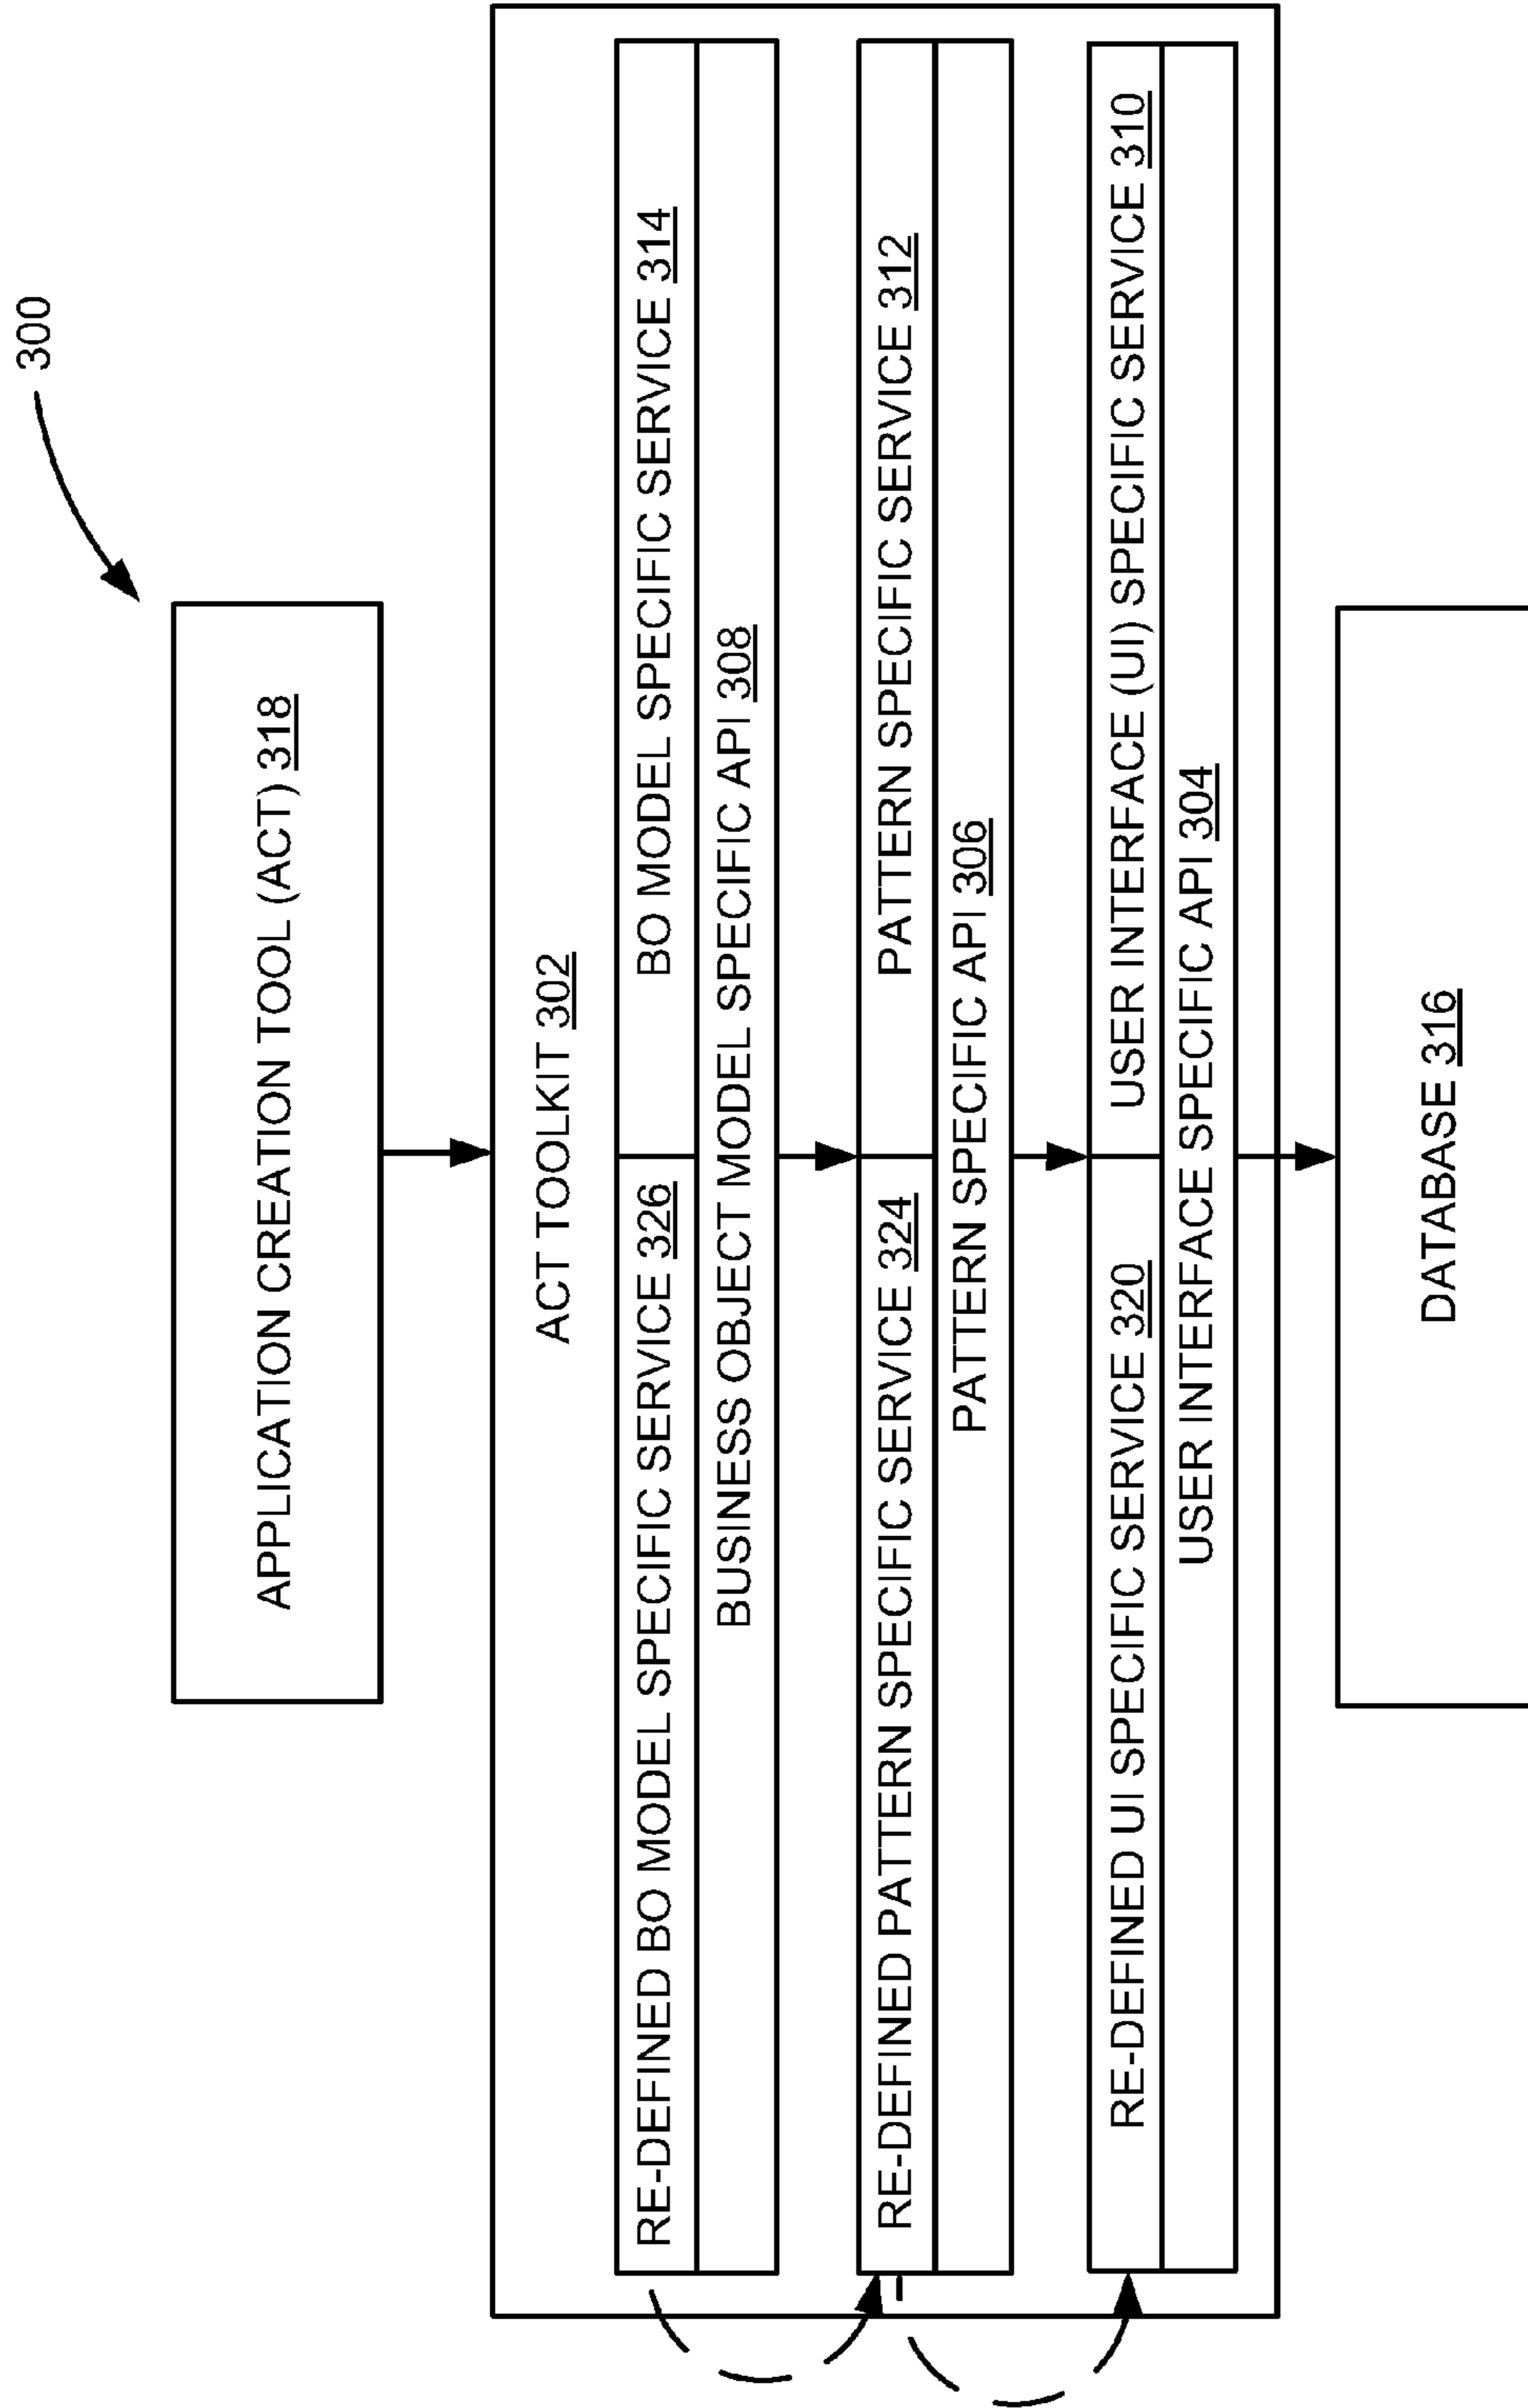 300
APPLICATION CREATION TOOL (ACT) 318
ACT TOOLKIT 302
RE-DEFINED BO MODEL SPECIFIC SERVICE 326
BO MODEL SPECIFIC SERVICE 314
BUSINESS OBJECT MODEL SPECIFIC API 308
RE-DEFINED PATTERN SPECIFIC SERVICE 324
PATTERN SPECIFIC SERVICE 312
PATTERN SPECIFIC API 306
RE-DEFINED UI SPECIFIC SERVICE 320
USER INTERFACE (UI) SPECIFIC SERVICE 310
USER INTERFACE SPECIFIC API 304
DATABASE 316